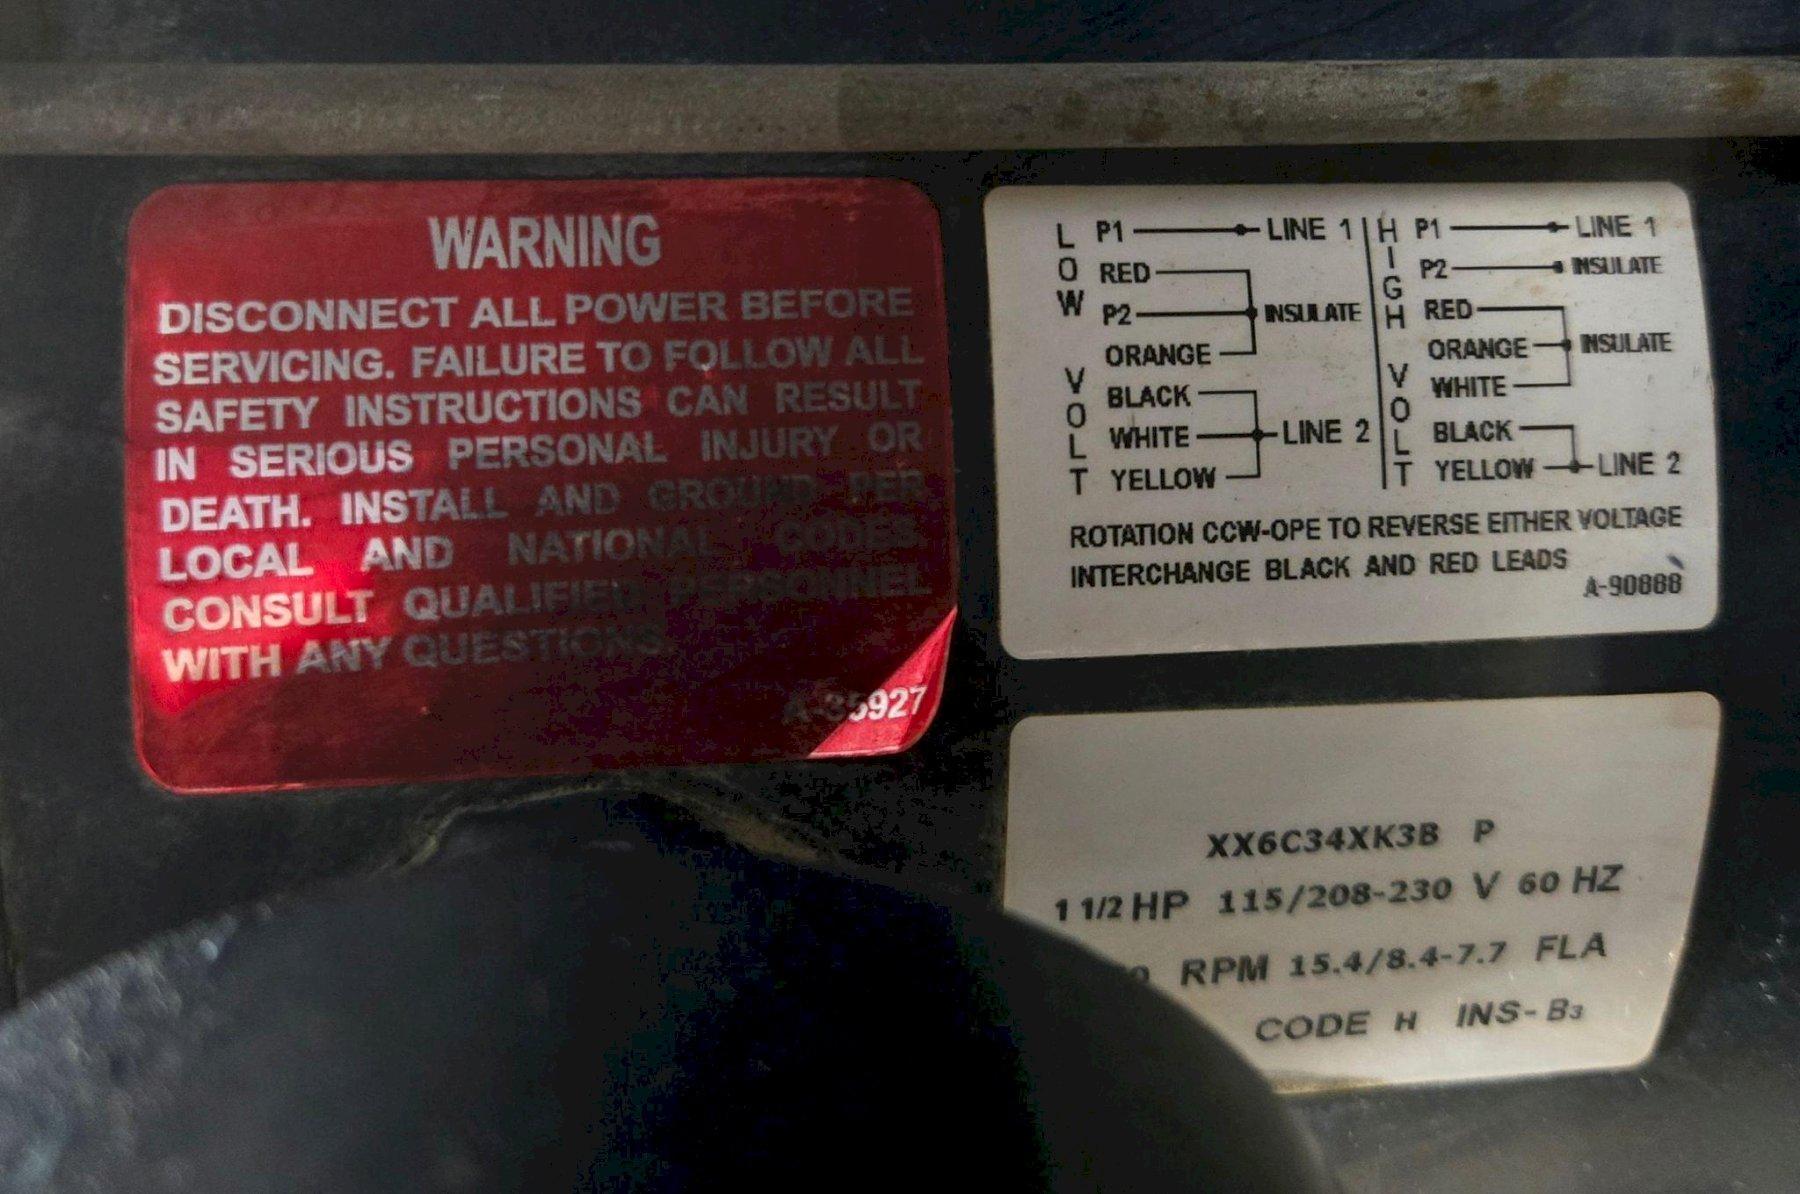 WARNING
DISCONNECT ALL POWER BEFORE
SERVICING. FAILURE TO FOLLOW ALL
SAFETY INSTRUCTIONS CAN RESULT
IN SERIOUS PERSONAL INJURY OR
DEATH. INSTALL AND GROUND PER
LOCAL AND NATIONAL CODES.
CONSULT QUALIFIED PERSONNEL
WITH ANY QUESTIONS.
A-35927
LOW VOLT
P1 LINE 1
RED
P2 INSULATE
ORANGE
BLACK
WHITE LINE 2
YELLOW
HIGH VOLT
P1 LINE 1
P2 INSULATE
RED
ORANGE INSULATE
WHITE
BLACK
YELLOW LINE 2
ROTATION CCW-OPE TO REVERSE EITHER VOLTAGE
INTERCHANGE BLACK AND RED LEADS
A-90888
XX6C34XK3B P
1 1/2 HP 115/208-230 V 60 HZ
RPM 15.4/8.4-7.7 FLA
CODE H INS- B3